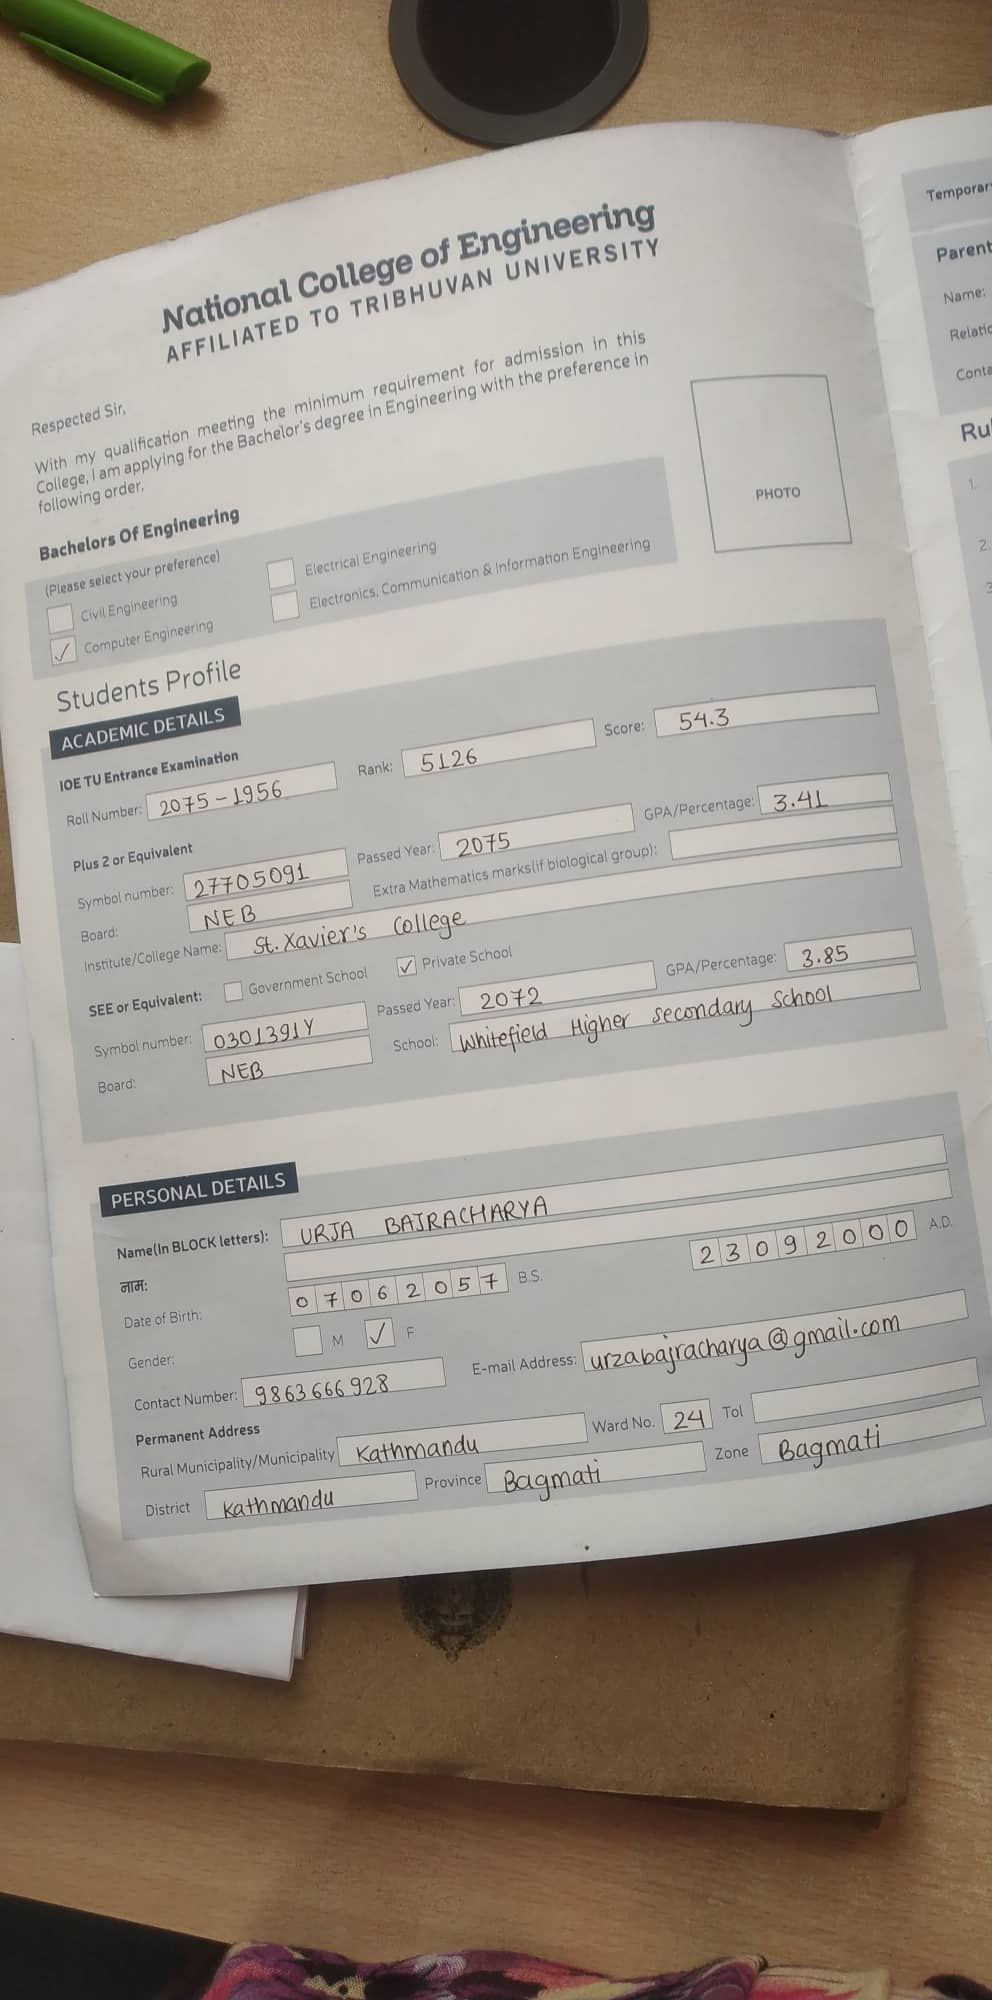 National College of Engineering
AFFILIATED TO TRIBHUVAN UNIVERSITY
Respected Sir,
With my qualification meeting the minimum requirement for admission in this
College, I am applying for the Bachelor's degree in Engineering with the preference in
following order.
PHOTO
Bachelors Of Engineering
(Please select your preference)
Civil Engineering
Electrical Engineering
✓ Computer Engineering
Electronics, Communication & Information Engineering
Students Profile
ACADEMIC DETAILS
IOE TU Entrance Examination
Roll Number: 2075-1956 Rank: 5126 Score: 54.3
Plus 2 or Equivalent
Symbol number: 27705091 Passed Year: 2075 GPA/Percentage: 3.41
Board: NEB Extra Mathematics marks(if biological group):
Institute/College Name: St. Xavier's College
SEE or Equivalent: Government School ✓ Private School
Symbol number: 0301391Y Passed Year: 2072 GPA/Percentage: 3.85
Board: NEB School: Whitefield Higher secondary School
PERSONAL DETAILS
Name(In BLOCK letters): URJA BAJRACHARYA
नाम:
Date of Birth: 07062057 B.S. 23092000 A.D.
Gender: M ✓ F
Contact Number: 9863666928 E-mail Address: urzabajracharya@gmail.com
Permanent Address
Rural Municipality/Municipality Kathmandu Ward No. 24 Tol
District Kathmandu Province Bagmati Zone Bagmati
Parent
Name:
1.
2.